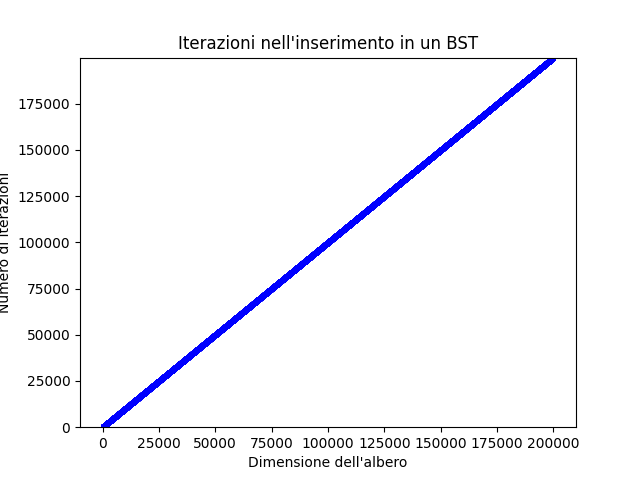 Iterazioni nell'inserimento in un BST
175000
150000
125000
100000
75000
50000
25000
0
Numero di iterazioni
0 25000 50000 75000 100000 125000 150000 175000 200000
Dimensione dell'albero